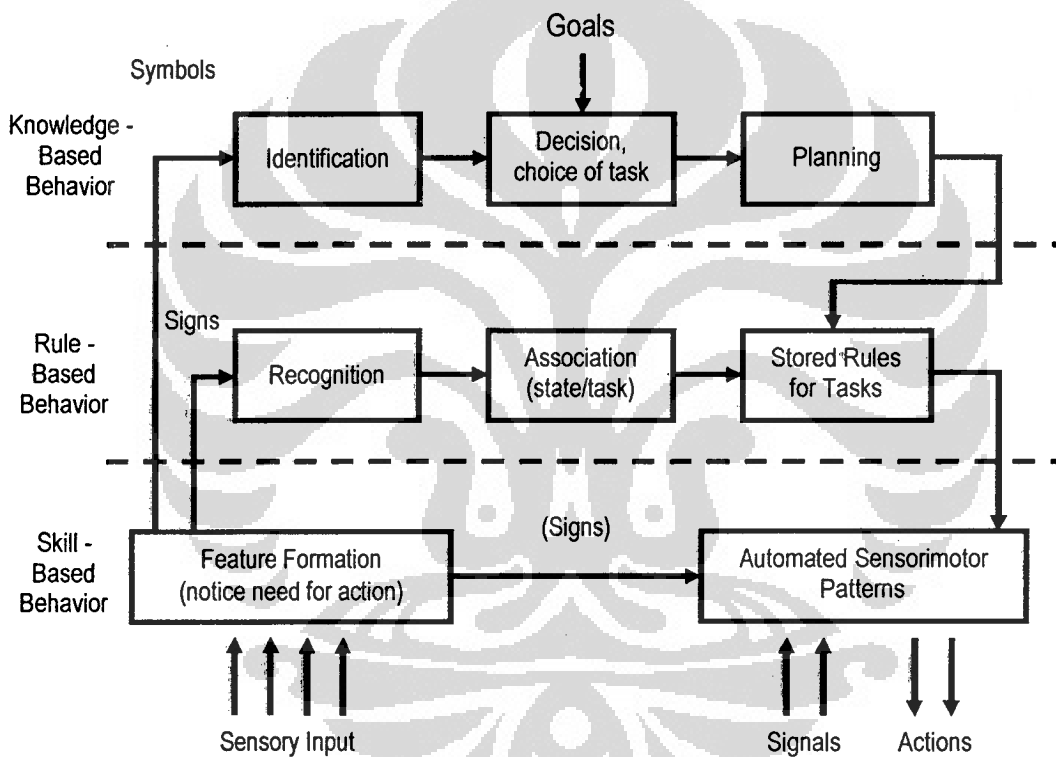 Goals
Symbols
Knowledge -
Based
Behavior
Identification
Decision,
choice of task
Planning
Signs
Rule -
Based
Behavior
Recognition
Association
(state/task)
Stored Rules
for Tasks
Skill -
Based
Behavior
Feature Formation
(notice need for action)
(Signs)
Automated Sensorimotor
Patterns
Sensory Input
Signals
Actions